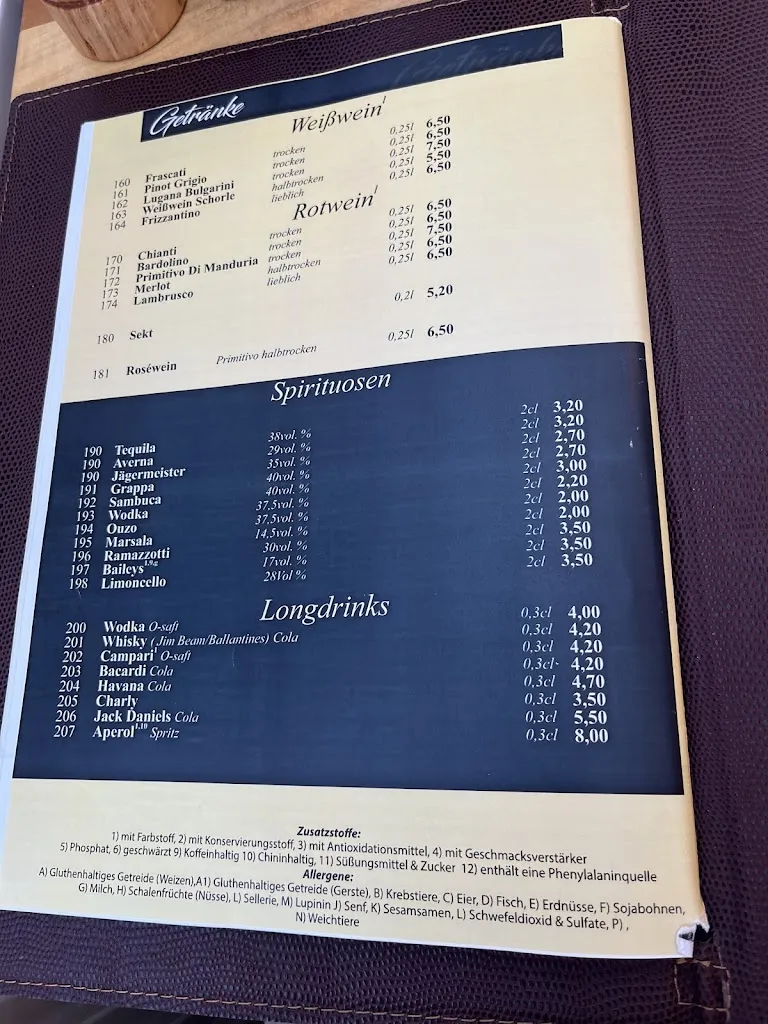 Getränke
Weißwein¹
160 Frascati trocken 0,25l 6,50
161 Pinot Grigio trocken 0,25l 6,50
162 Lugana Bulgarini trocken 0,25l 7,50
163 Weißwein Schorle halbtrocken 0,25l 5,50
164 Frizzantino lieblich 0,25l 6,50
Rotwein¹
170 Chianti trocken 0,25l 6,50
171 Bardolino trocken 0,25l 6,50
172 Primitivo Di Manduria trocken 0,25l 7,50
173 Merlot halbtrocken 0,25l 6,50
174 Lambrusco lieblich 0,25l 6,50
180 Sekt 0,2l 5,20
181 Roséwein Primitivo halbtrocken 0,25l 6,50
Spirituosen
190 Tequila 38vol. % 2cl 3,20
190 Averna 29vol. % 2cl 3,20
190 Jägermeister 35vol. % 2cl 2,70
191 Grappa 40vol. % 2cl 2,70
192 Sambuca 40vol. % 2cl 3,00
193 Wodka 37.5vol. % 2cl 2,20
194 Ouzo 37.5vol. % 2cl 2,00
195 Marsala 14.5vol. % 2cl 2,00
196 Ramazzotti 30vol. % 2cl 3,50
197 Baileys1,9,g 17vol. % 2cl 3,50
198 Limoncello 28Vol % 2cl 3,50
Longdrinks
200 Wodka O-saft 0,3cl 4,00
201 Whisky (Jim Beam/Ballantines) Cola 0,3cl 4,20
202 Campari¹ O-saft 0,3cl 4,20
203 Bacardi Cola 0,3cl 4,20
204 Havana Cola 0,3cl 4,70
205 Charly 0,3cl 3,50
206 Jack Daniels Cola 0,3cl 5,50
207 Aperol1,10 Spritz 0,3cl 8,00
Zusatzstoffe:
1) mit Farbstoff, 2) mit Konservierungsstoff, 3) mit Antioxidationsmittel, 4) mit Geschmacksverstärker
5) Phosphat, 6) geschwärzt 9) Koffeinhaltig 10) Chininhaltig, 11) Süßungsmittel & Zucker 12) enthält eine Phenylalaninquelle
Allergene:
A) Gluthenhaltiges Getreide (Weizen),A1) Gluthenhaltiges Getreide (Gerste), B) Krebstiere, C) Eier, D) Fisch, E) Erdnüsse, F) Sojabohnen,
G) Milch, H) Schalenfrüchte (Nüsse), L) Sellerie, M) Lupinin J) Senf, K) Sesamsamen, L) Schwefeldioxid & Sulfate, P) ,
N) Weichtiere